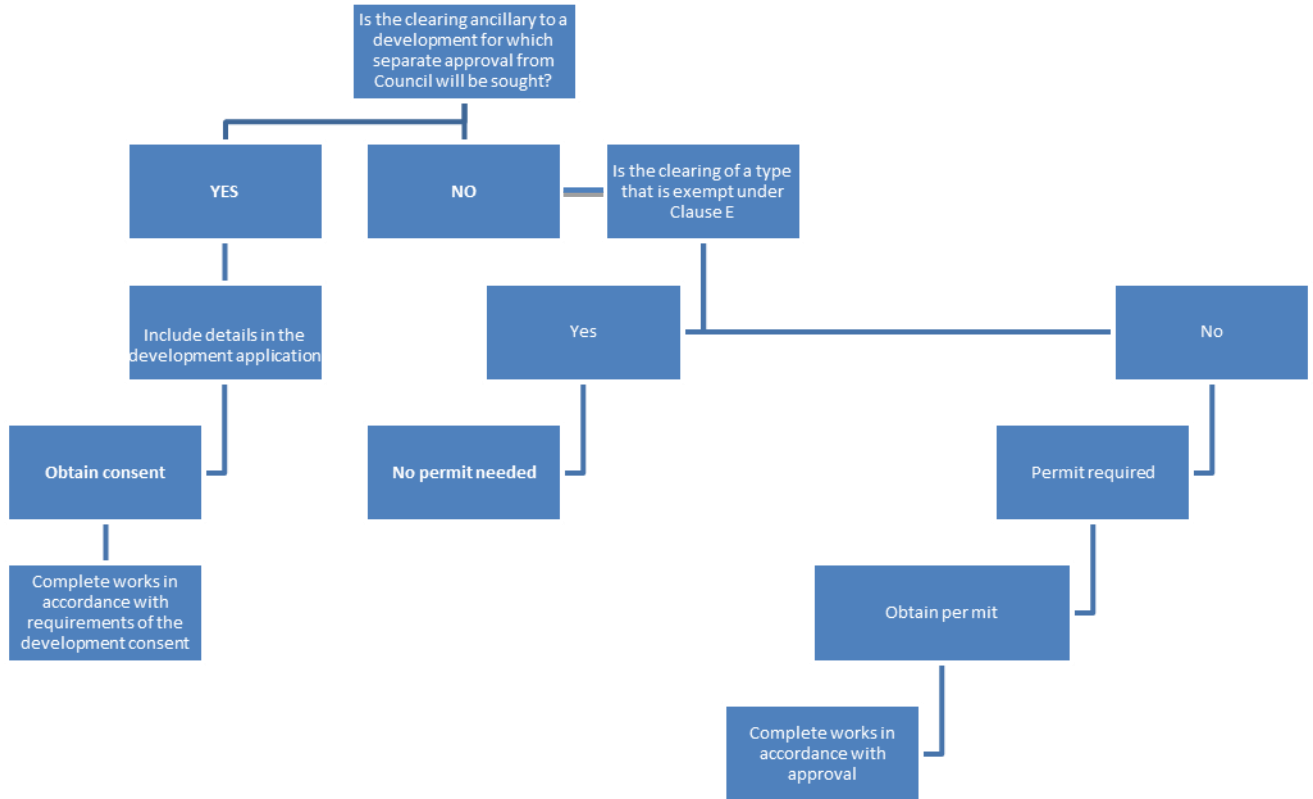 Is the clearing ancillary to a
development for which
separate approval from
Council will be sought?
YES
NO
Is the clearing of a type
that is exempt under
Clause E
Include details in the
development application
Yes
No
Obtain consent
No permit needed
Permit required
Complete works in
accordance with
requirements of the
development consent
Obtain permit
Complete works in
accordance with
approval